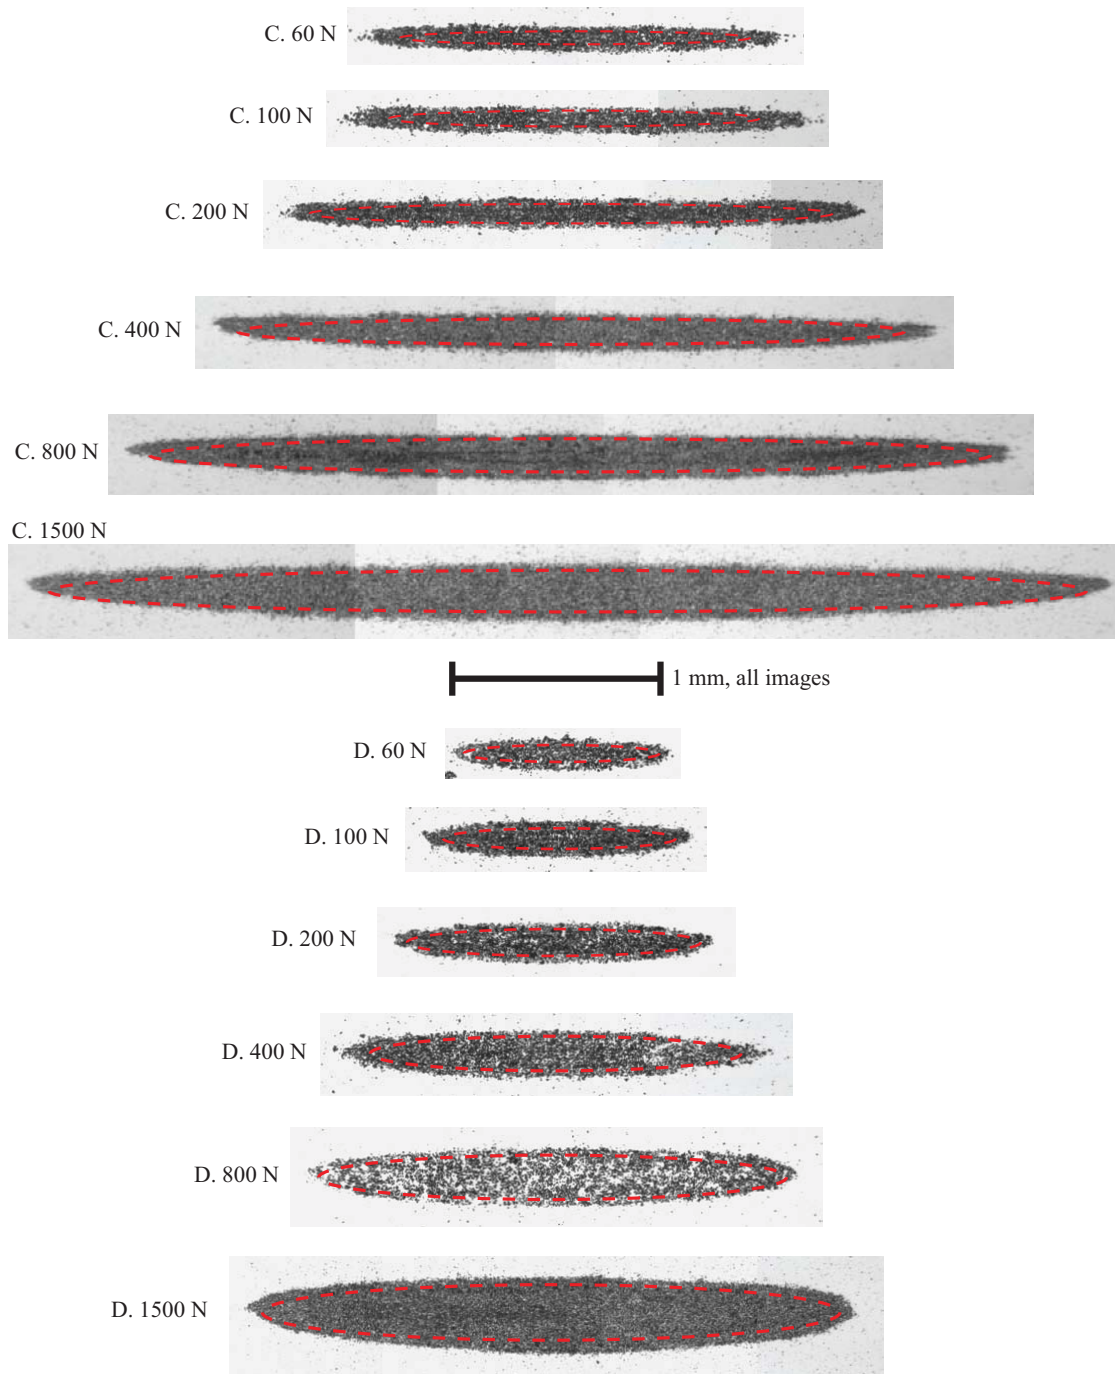 C. 60 N
C. 100 N
C. 200 N
C. 400 N
C. 800 N
C. 1500 N
1 mm, all images
D. 60 N
D. 100 N
D. 200 N
D. 400 N
D. 800 N
D. 1500 N